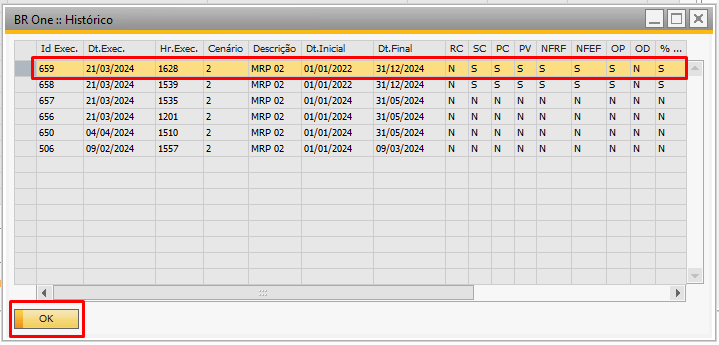 BR One :: Histórico
Id Exec. Dt.Exec. Hr.Exec. Cenário Descrição Dt.Inicial Dt.Final RC SC PC PV NFRF NFEF OP OD % ...
659 21/03/2024 1628 2 MRP 02 01/01/2022 31/12/2024 N S S S S S S N S
658 21/03/2024 1539 2 MRP 02 01/01/2022 31/12/2024 N S S S S S S N S
657 21/03/2024 1535 2 MRP 02 01/01/2024 31/05/2024 N N N N N N N N N
656 21/03/2024 1201 2 MRP 02 01/01/2024 31/05/2024 N N N N N N N N N
650 04/04/2024 1510 2 MRP 02 01/01/2024 31/05/2024 N N N N N N N N N
506 09/02/2024 1557 2 MRP 02 01/01/2024 09/03/2024 N N N N N N N N N
OK